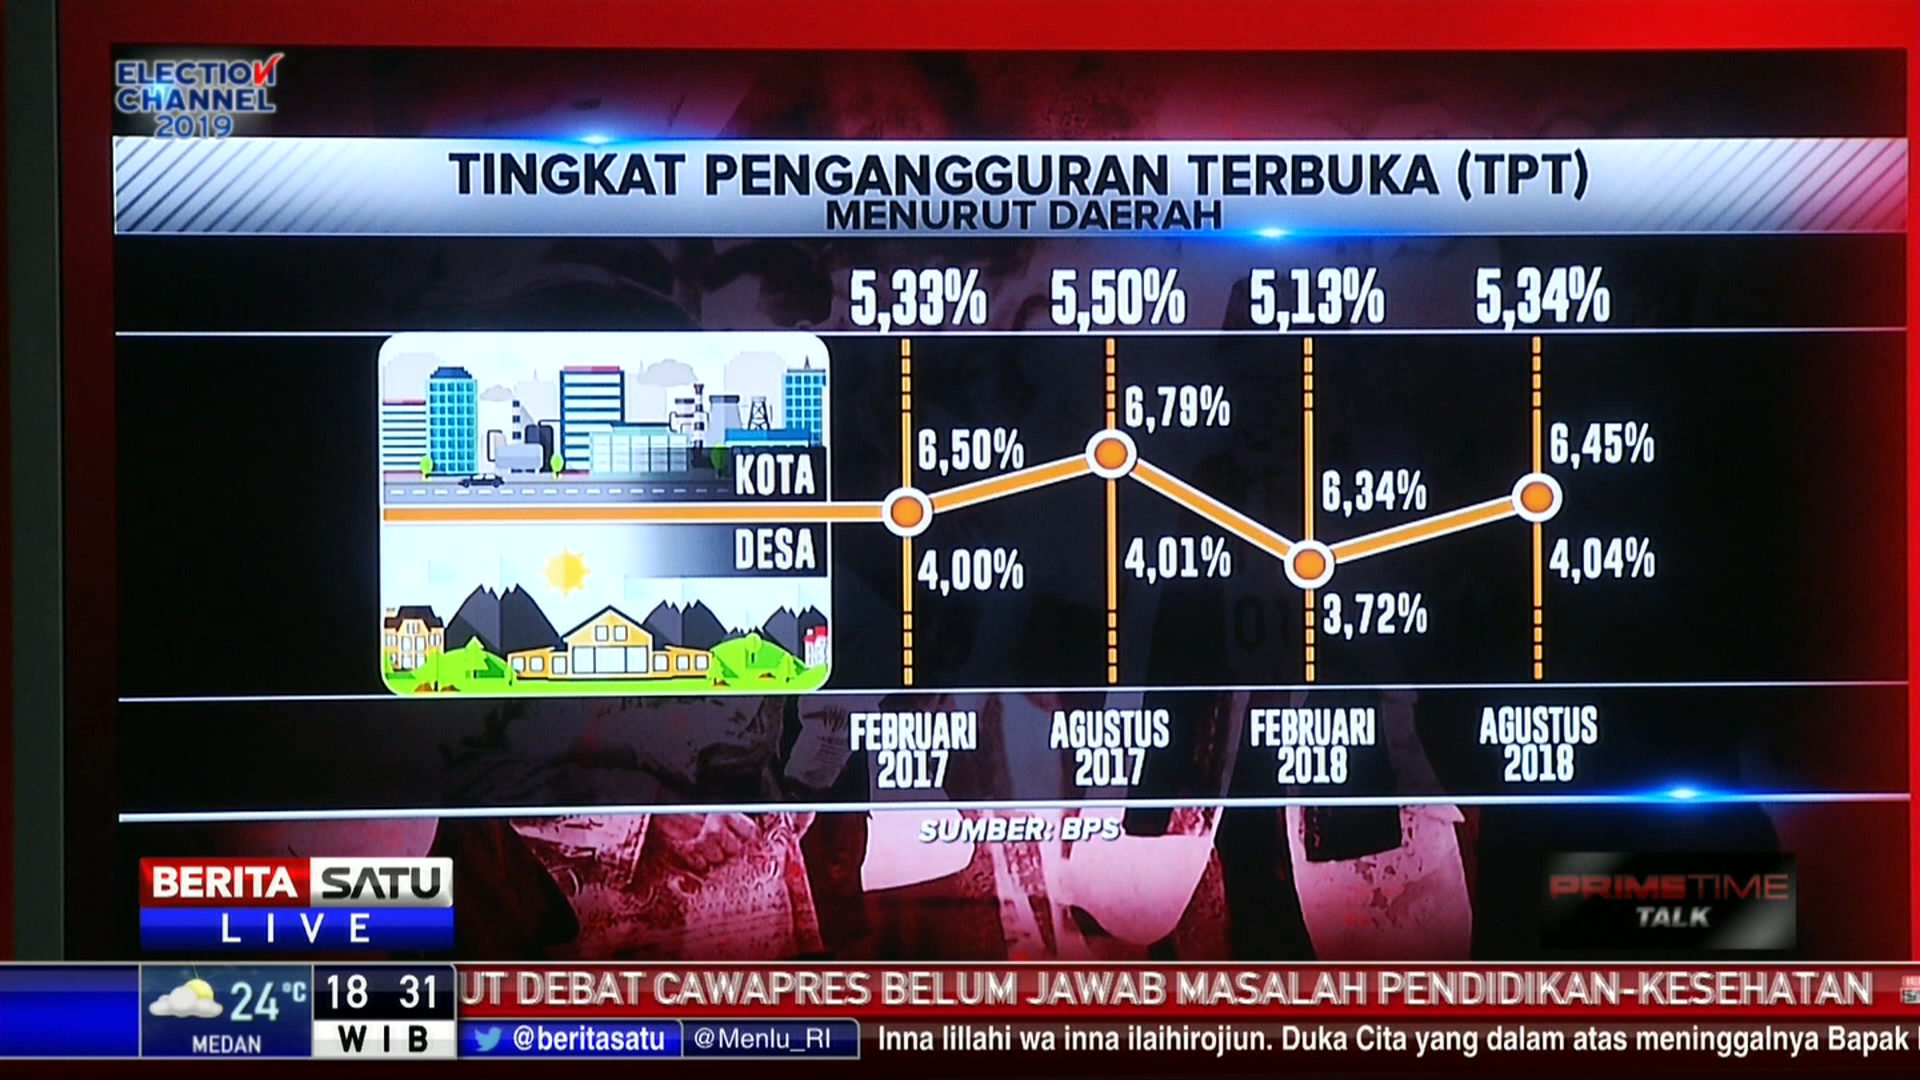 ELECTION
CHANNEL
2019
TINGKAT PENGANGGURAN TERBUKA (TPT)
MENURUT DAERAH
5,33% 5,50% 5,13% 5,34%
KOTA 6,50% 6,79% 6,34% 6,45%
DESA 4,00% 4,01% 3,72% 4,04%
FEBRUARI AGUSTUS FEBRUARI AGUSTUS
2017 2017 2018 2018
SUMBER: BPS
BERITA SATU
LIVE
PRIMETIME
TALK
24°C
MEDAN
18 31
WIB
UT DEBAT CAWAPRES BELUM JAWAB MASALAH PENDIDIKAN-KESEHATAN
@beritasatu @Menlu_RI Inna lillahi wa inna ilaihirojiun. Duka Cita yang dalam atas meninggalnya Bapak